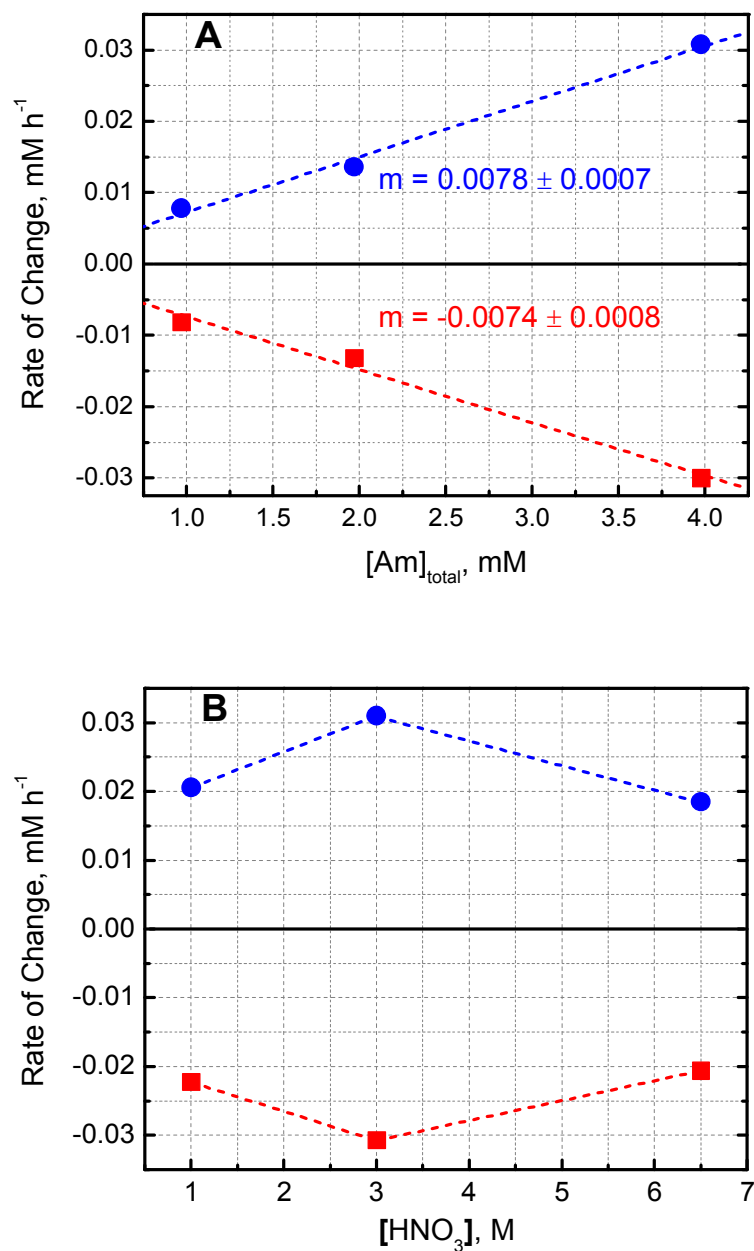 A
0.03
0.02
0.01
0.00
-0.01
-0.02
-0.03
Rate of Change, mM h⁻¹
m = 0.0078 ± 0.0007
m = -0.0074 ± 0.0008
1.0 1.5 2.0 2.5 3.0 3.5 4.0
[Am]total, mM
B
0.03
0.02
0.01
0.00
-0.01
-0.02
-0.03
Rate of Change, mM h⁻¹
1 2 3 4 5 6 7
[HNO₃], M